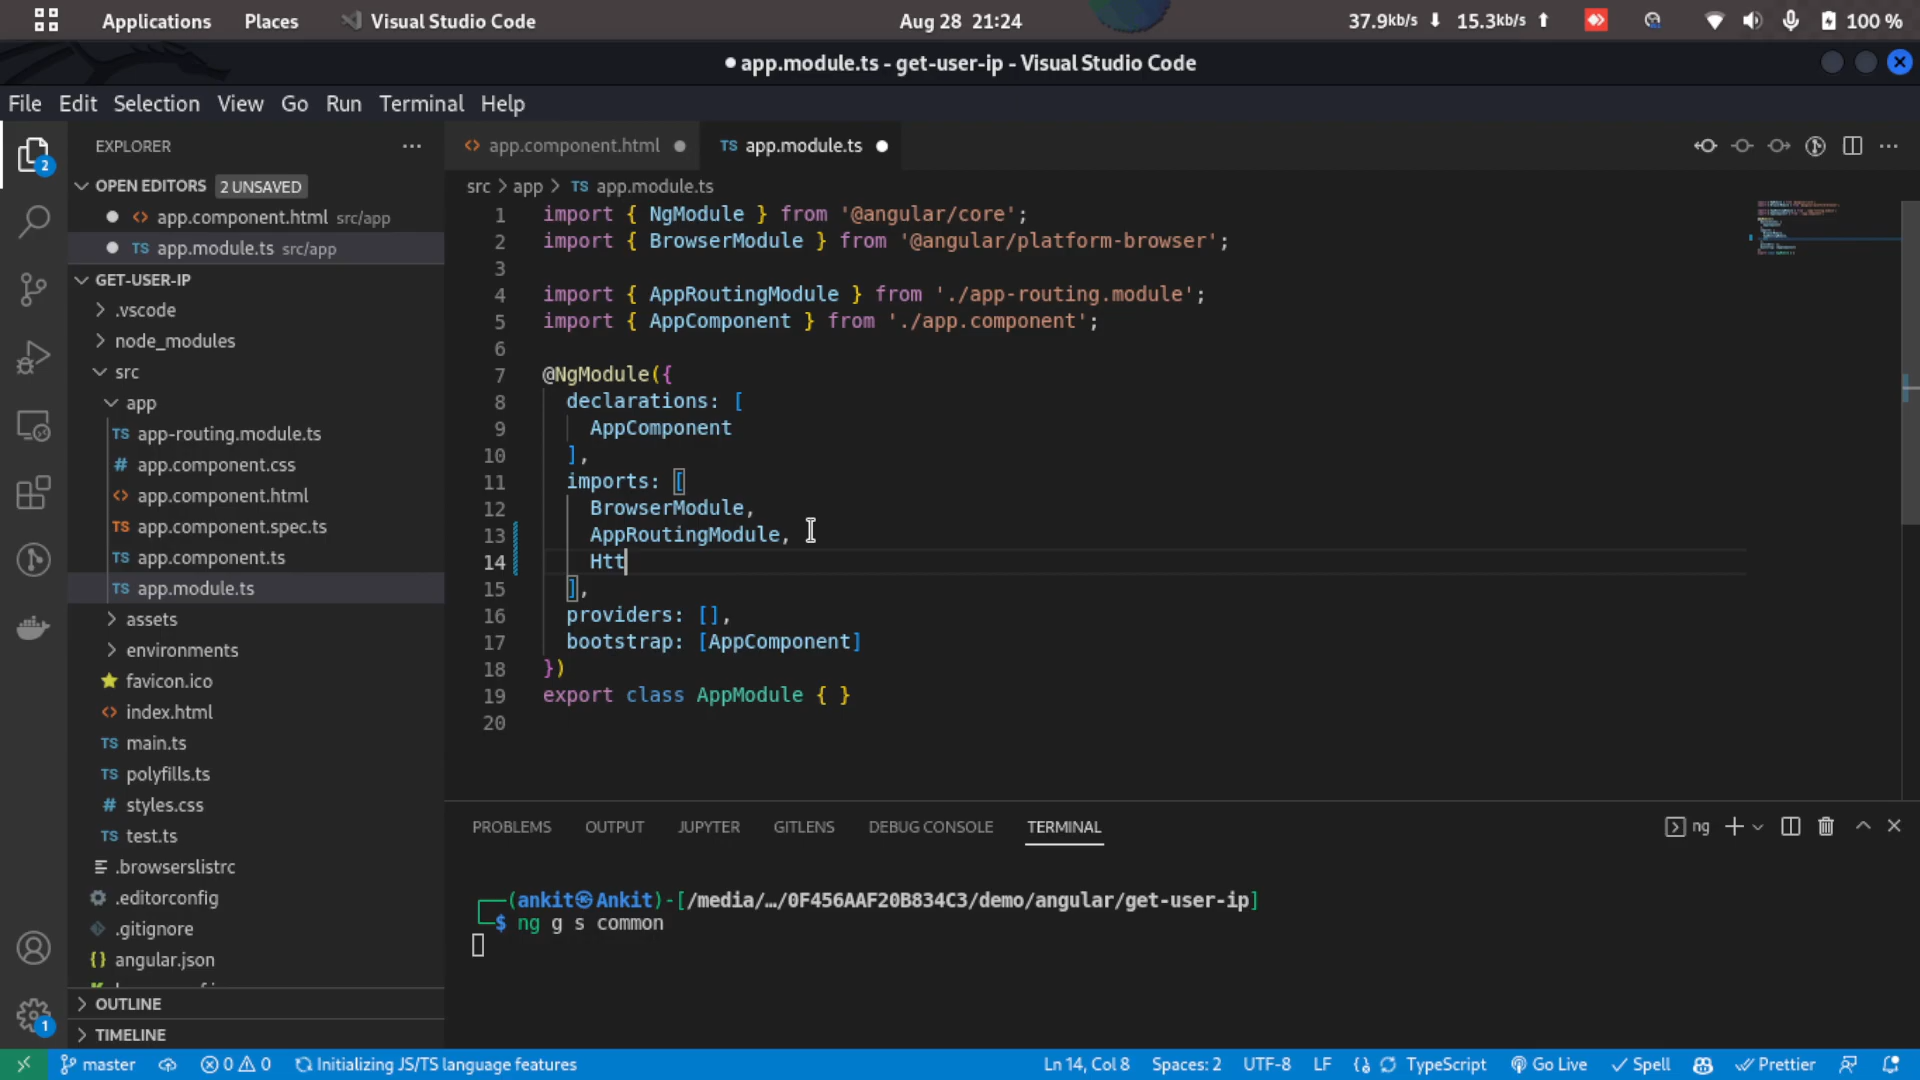 Applications Places Visual Studio Code Aug 28 21:24 37.9kb/s ⬇ 15.3kb/s ⬆ 100 %
● app.module.ts - get-user-ip - Visual Studio Code
File Edit Selection View Go Run Terminal Help
EXPLORER
2
OPEN EDITORS 2 UNSAVED
app.component.html src/app
TS app.module.ts src/app
GET-USER-IP
.vscode
node_modules
src
app
TS app-routing.module.ts
# app.component.css
<> app.component.html
TS app.component.spec.ts
TS app.component.ts
TS app.module.ts
assets
environments
favicon.ico
<> index.html
TS main.ts
TS polyfills.ts
# styles.css
TS test.ts
.browserslistrc
.editorconfig
.gitignore
{} angular.json
OUTLINE
1
TIMELINE
<> app.component.html ● TS app.module.ts ●
src > app > TS app.module.ts
1 import { NgModule } from '@angular/core';
2 import { BrowserModule } from '@angular/platform-browser';
3
4 import { AppRoutingModule } from './app-routing.module';
5 import { AppComponent } from './app.component';
6
7 @NgModule({
8 declarations: [
9 AppComponent
10 ],
11 imports: [
12 BrowserModule,
13 AppRoutingModule,
14 Htt
15 ],
16 providers: [],
17 bootstrap: [AppComponent]
18 })
19 export class AppModule { }
20
PROBLEMS OUTPUT JUPYTER GITLENS DEBUG CONSOLE TERMINAL ng
┌──(ankit㉿Ankit)-[/media/…/0F456AAF20B834C3/demo/angular/get-user-ip]
└─$ ng g s common
master 0 0 Initializing JS/TS language features Ln 14, Col 8 Spaces: 2 UTF-8 LF {} TypeScript Go Live Spell Prettier